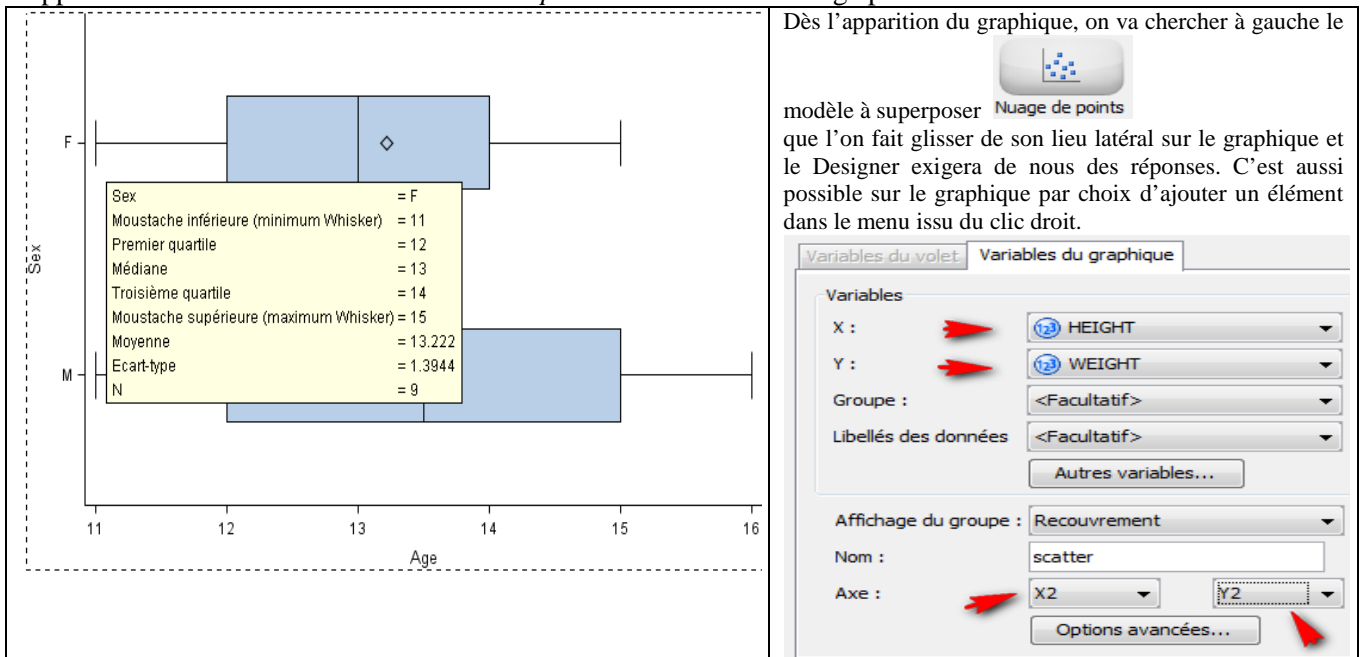 Dès l’apparition du graphique, on va chercher à gauche le
modèle à superposer Nuage de points
que l’on fait glisser de son lieu latéral sur le graphique et
le Designer exigera de nous des réponses. C’est aussi
possible sur le graphique par choix d’ajouter un élément
dans le menu issu du clic droit.
Sex
F
M
Sex = F
Moustache inférieure (minimum Whisker) = 11
Premier quartile = 12
Médiane = 13
Troisième quartile = 14
Moustache supérieure (maximum Whisker) = 15
Moyenne = 13.222
Ecart-type = 1.3944
N = 9
11 12 13 14 15 16
Age
Variables du volet Variables du graphique
Variables
X : 123 HEIGHT
Y : 123 WEIGHT
Groupe : <Facultatif>
Libellés des données <Facultatif>
Autres variables...
Affichage du groupe : Recouvrement
Nom : scatter
Axe : X2 Y2
Options avancées...